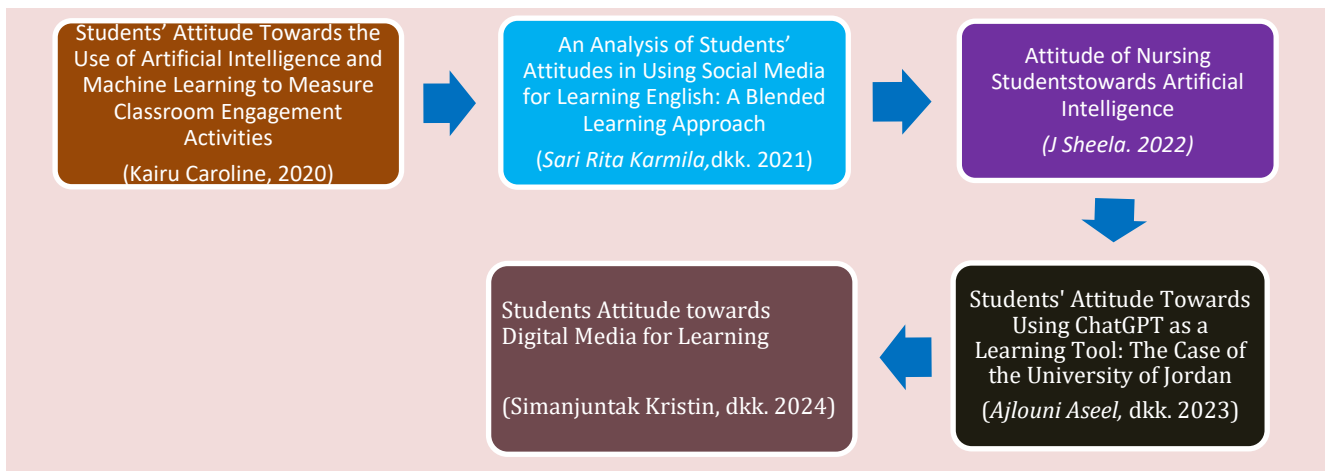 Students’ Attitude Towards the
Use of Artificial Intelligence and
Machine Learning to Measure
Classroom Engagement
Activities
(Kairu Caroline, 2020)
An Analysis of Students’
Attitudes in Using Social Media
for Learning English: A Blended
Learning Approach
(Sari Rita Karmila,dkk. 2021)
Attitude of Nursing
Studentstowards Artificial
Intelligence
(J Sheela. 2022)
Students' Attitude Towards
Using ChatGPT as a
Learning Tool: The Case of
the University of Jordan
(Ajlouni Aseel, dkk. 2023)
Students Attitude towards
Digital Media for Learning
(Simanjuntak Kristin, dkk. 2024)